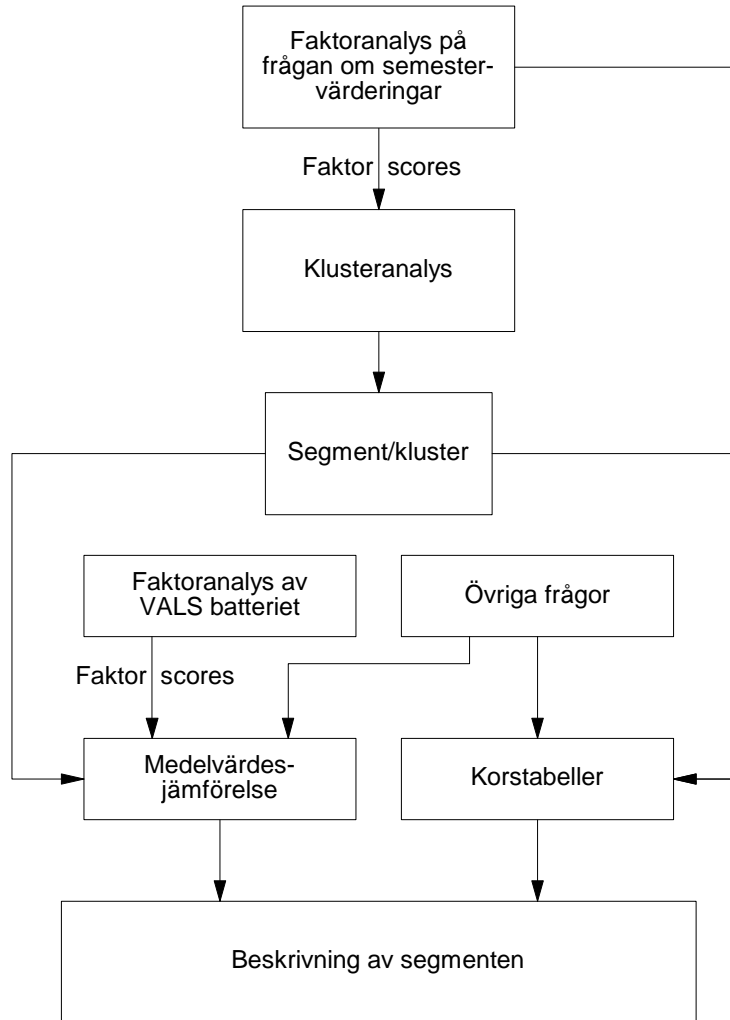 Faktoranalys på
frågan om semester-
värderingar
Faktor scores
Klusteranalys
Segment/kluster
Faktoranalys av
VALS batteriet
Övriga frågor
Faktor scores
Medelvärdes-
jämförelse
Korstabeller
Beskrivning av segmenten